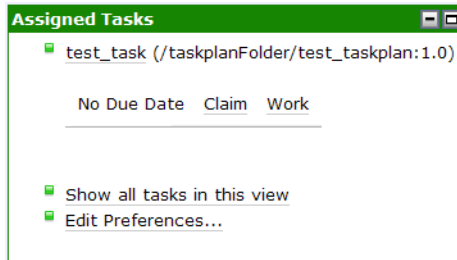 Assigned Tasks
test_task (/taskplanFolder/test_taskplan:1.0)
No Due Date Claim Work
Show all tasks in this view
Edit Preferences...